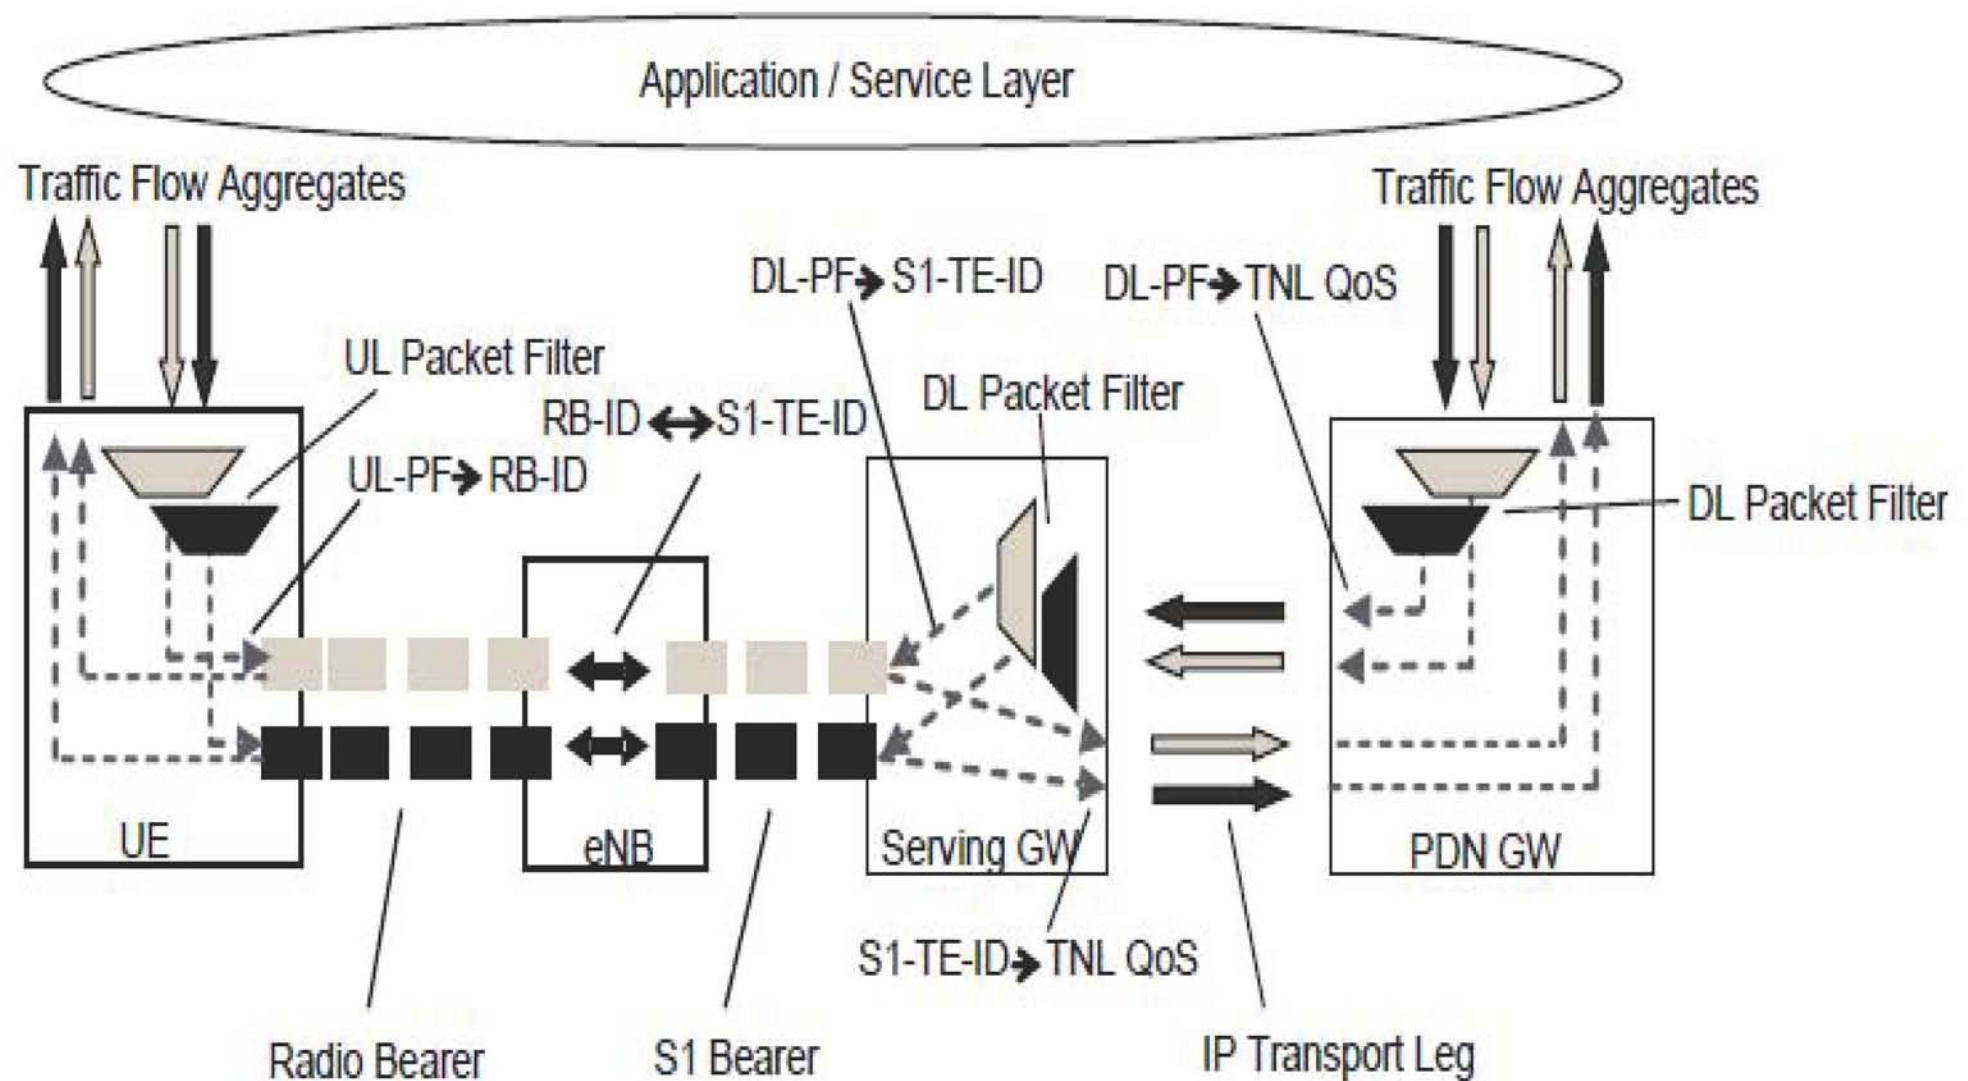 Application / Service Layer
Traffic Flow Aggregates
Traffic Flow Aggregates
DL-PF➔S1-TE-ID
DL-PF➔TNL QoS
UL Packet Filter
DL Packet Filter
RB-ID↔S1-TE-ID
UL-PF➔RB-ID
DL Packet Filter
UE
eNB
Serving GW
PDN GW
S1-TE-ID➔TNL QoS
Radio Bearer
S1 Bearer
IP Transport Leg